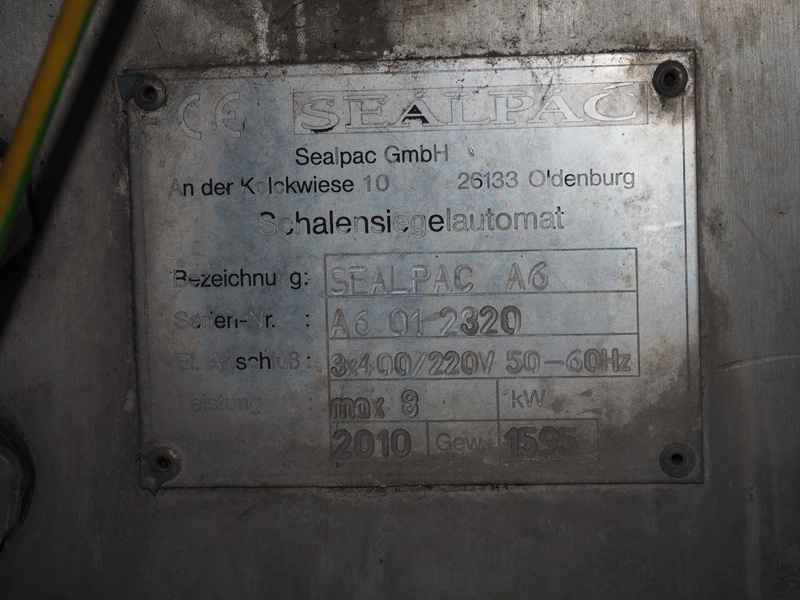 CE SEALPAC
Sealpac GmbH
An der Kolckwiese 10 26133 Oldenburg
Schalensiegelautomat
Bezeichnung: SEALPAC A6
Serien-Nr. : A6 01 2320
El. Anschluß: 3x400/220V 50-60Hz
Leistung : max 8 kW
2010 Gew. 1595